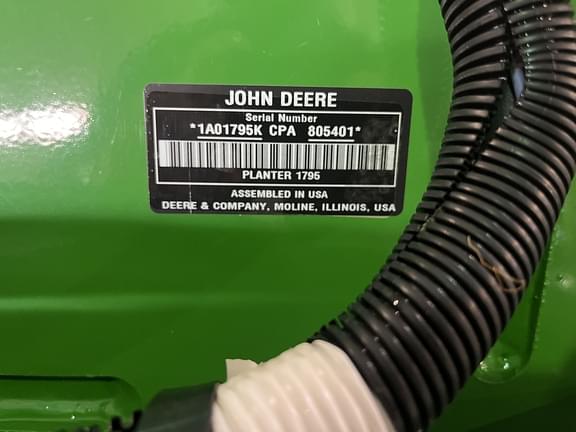 JOHN DEERE
Serial Number
*1A01795K CPA 805401*
PLANTER 1795
ASSEMBLED IN USA
DEERE & COMPANY, MOLINE, ILLINOIS, USA